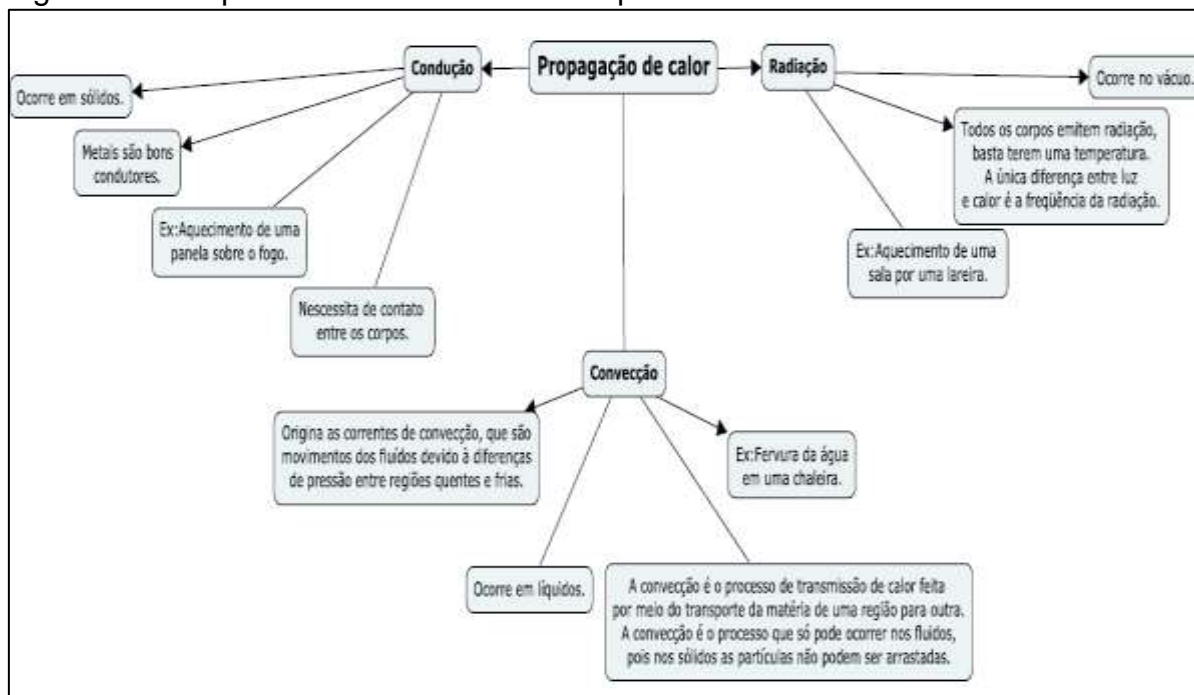 Propagação de calor
Condução
Radiação
Ocorre em sólidos.
Metais são bons
condutores.
Ex:Aquecimento de uma
panela sobre o fogo.
Nescessita de contato
entre os corpos.
Ocorre no vácuo.
Todos os corpos emitem radiação,
basta terem uma temperatura.
A única diferença entre luz
e calor é a freqüência da radiação.
Ex:Aquecimento de uma
sala por uma lareira.
Convecção
Origina as correntes de convecção, que são
movimentos dos fluídos devido à diferenças
de pressão entre regiões quentes e frias.
Ex:Fervura da água
em uma chaleira.
Ocorre em líquidos.
A convecção é o processo de transmissão de calor feita
por meio do transporte da matéria de uma região para outra.
A convecção é o processo que só pode ocorrer nos fluidos,
pois nos sólidos as partículas não podem ser arrastadas.